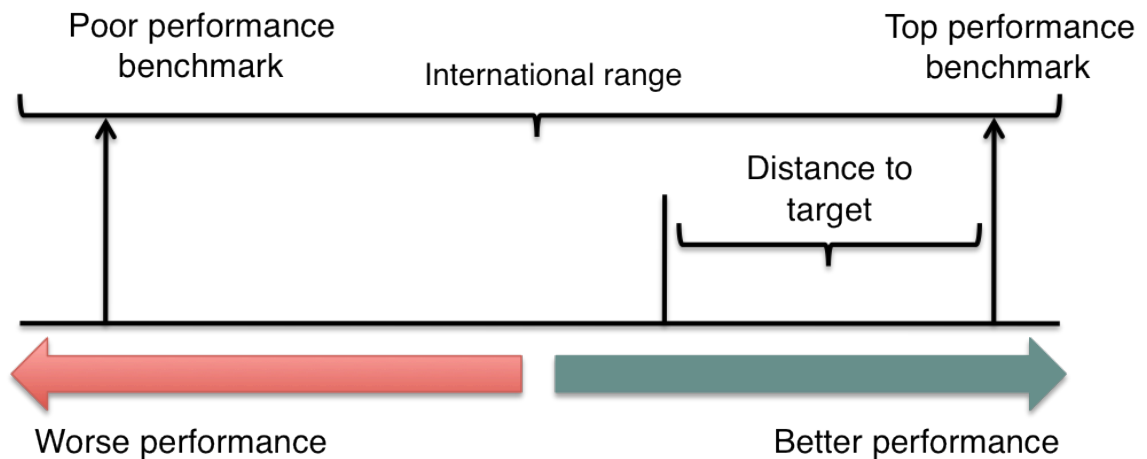 Poor performance
benchmark
International range
Top performance
benchmark
Distance to
target
Worse performance
Better performance